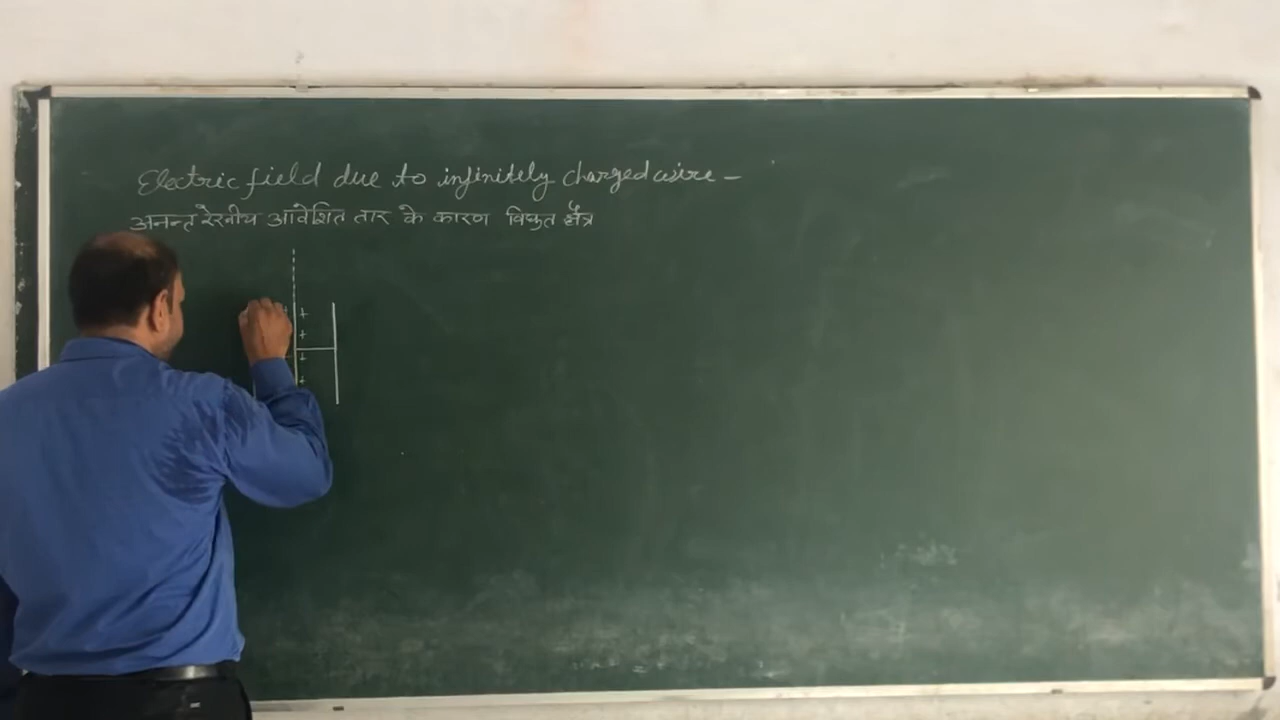 Electric field due to infinitely charged wire -
अनन्त रेखीय आवेशित तार के कारण विघुत क्षेत्र